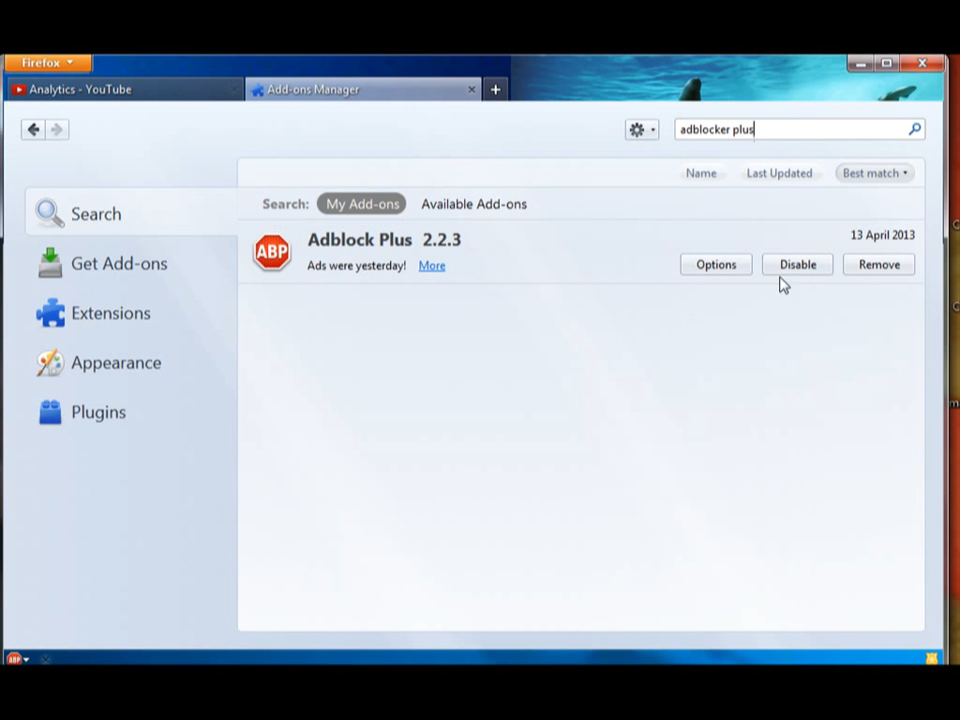 Firefox
Analytics - YouTube
Add-ons Manager
adblocker plus
Name
Last Updated
Best match
Search
Search:
My Add-ons
Available Add-ons
Adblock Plus 2.2.3
13 April 2013
ABP
Ads were yesterday! More
Options
Disable
Remove
Get Add-ons
Extensions
Appearance
Plugins
ABP